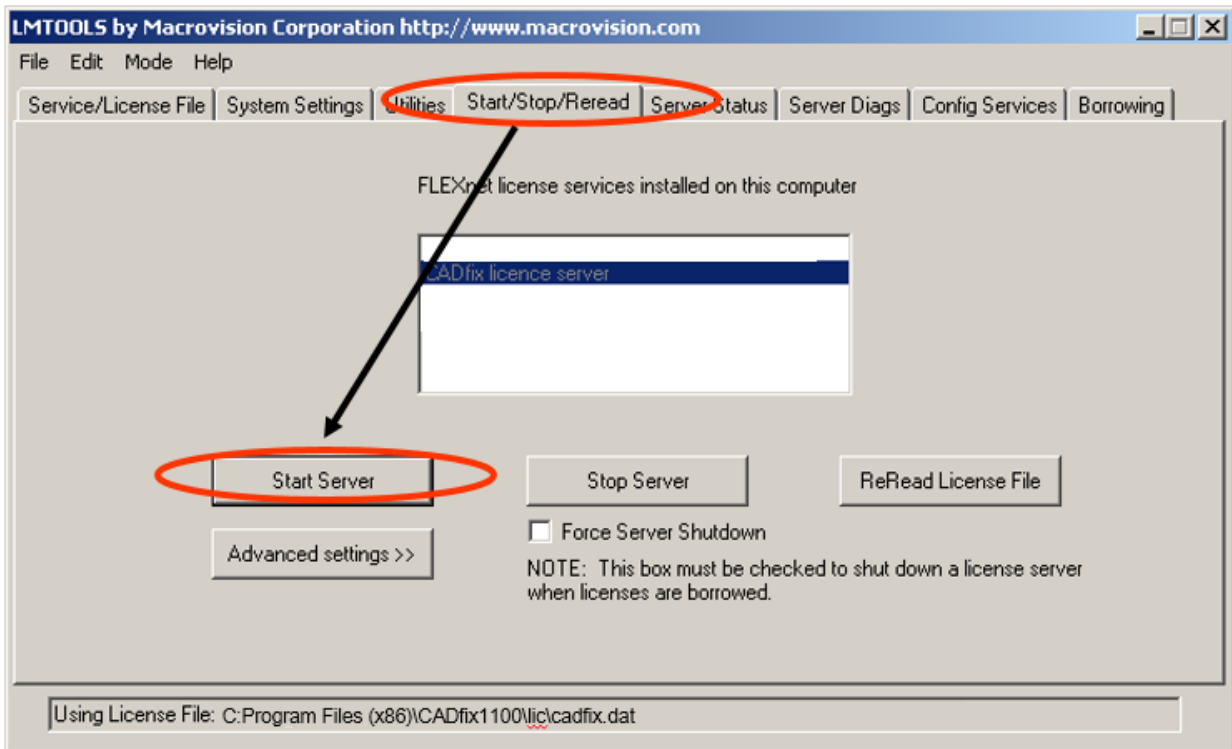 LMTOOLS by Macrovision Corporation http://www.macrovision.com
File Edit Mode Help
Service/License File System Settings Utilities Start/Stop/Reread Server Status Server Diags Config Services Borrowing
FLEXnet license services installed on this computer
CADfix licence server
Start Server Stop Server ReRead License File
Advanced settings >> Force Server Shutdown
NOTE: This box must be checked to shut down a license server
when licenses are borrowed.
Using License File: C:Program Files (x86)\CADfix1100\lic\cadfix.dat